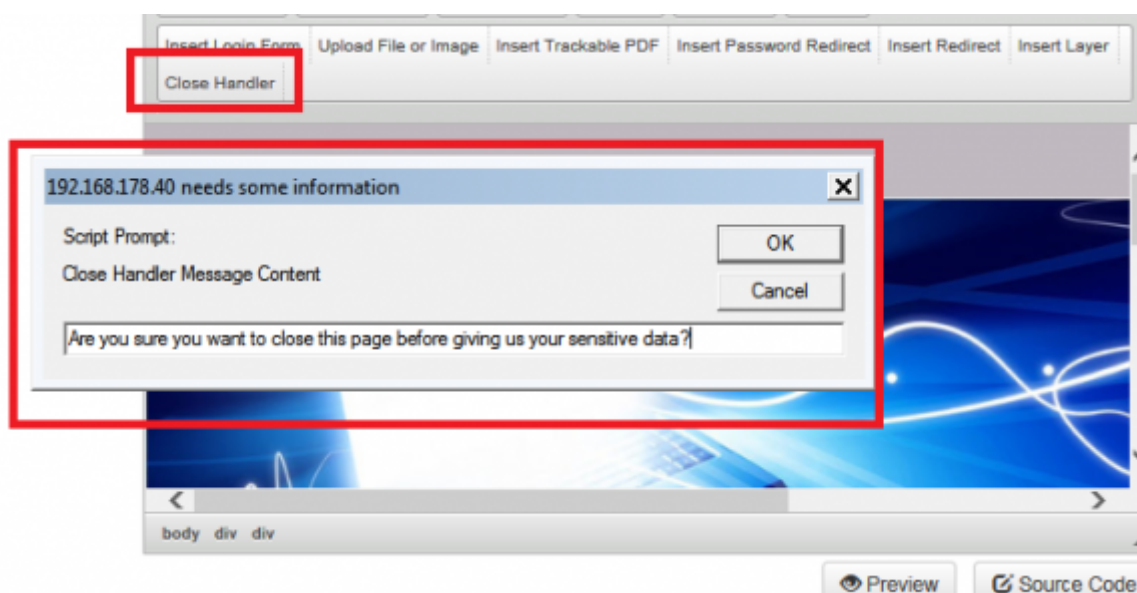 Insert Login Form Upload File or Image Insert Trackable PDF Insert Password Redirect Insert Redirect Insert Layer
Close Handler
192.168.178.40 needs some information
Script Prompt:
OK
Close Handler Message Content
Cancel
Are you sure you want to close this page before giving us your sensitive data?
body div div
Preview Source Code